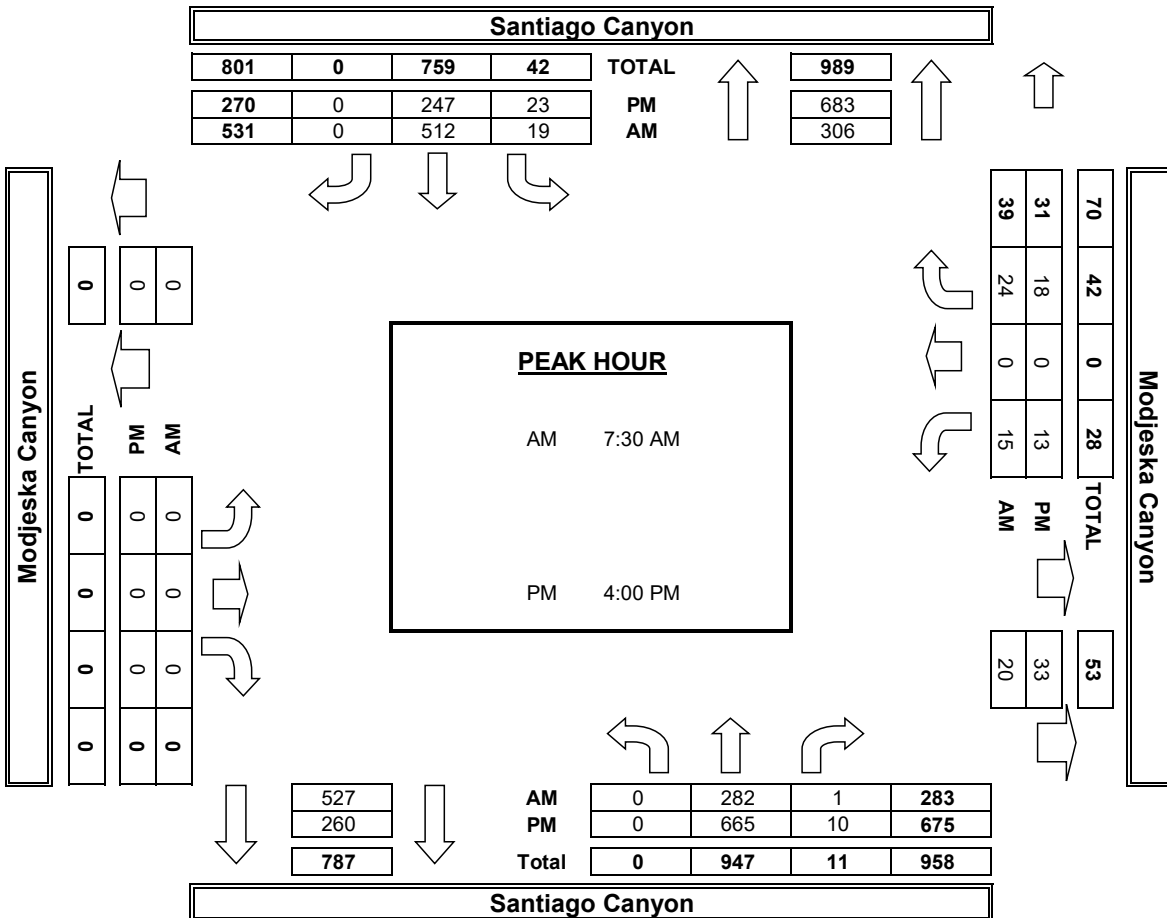 Santiago Canyon
801 0 759 42 TOTAL 989
270 0 247 23 PM 683
531 0 512 19 AM 306
Modjeska Canyon
0 0 0
TOTAL PM AM
0 0 0
0 0 0
0 0 0
0 0 0
PEAK HOUR
AM 7:30 AM
PM 4:00 PM
39 31 70
24 18 42
0 0 0
15 13 28
AM PM TOTAL
20 33 53
Modjeska Canyon
527 AM 0 282 1 283
260 PM 0 665 10 675
787 Total 0 947 11 958
Santiago Canyon